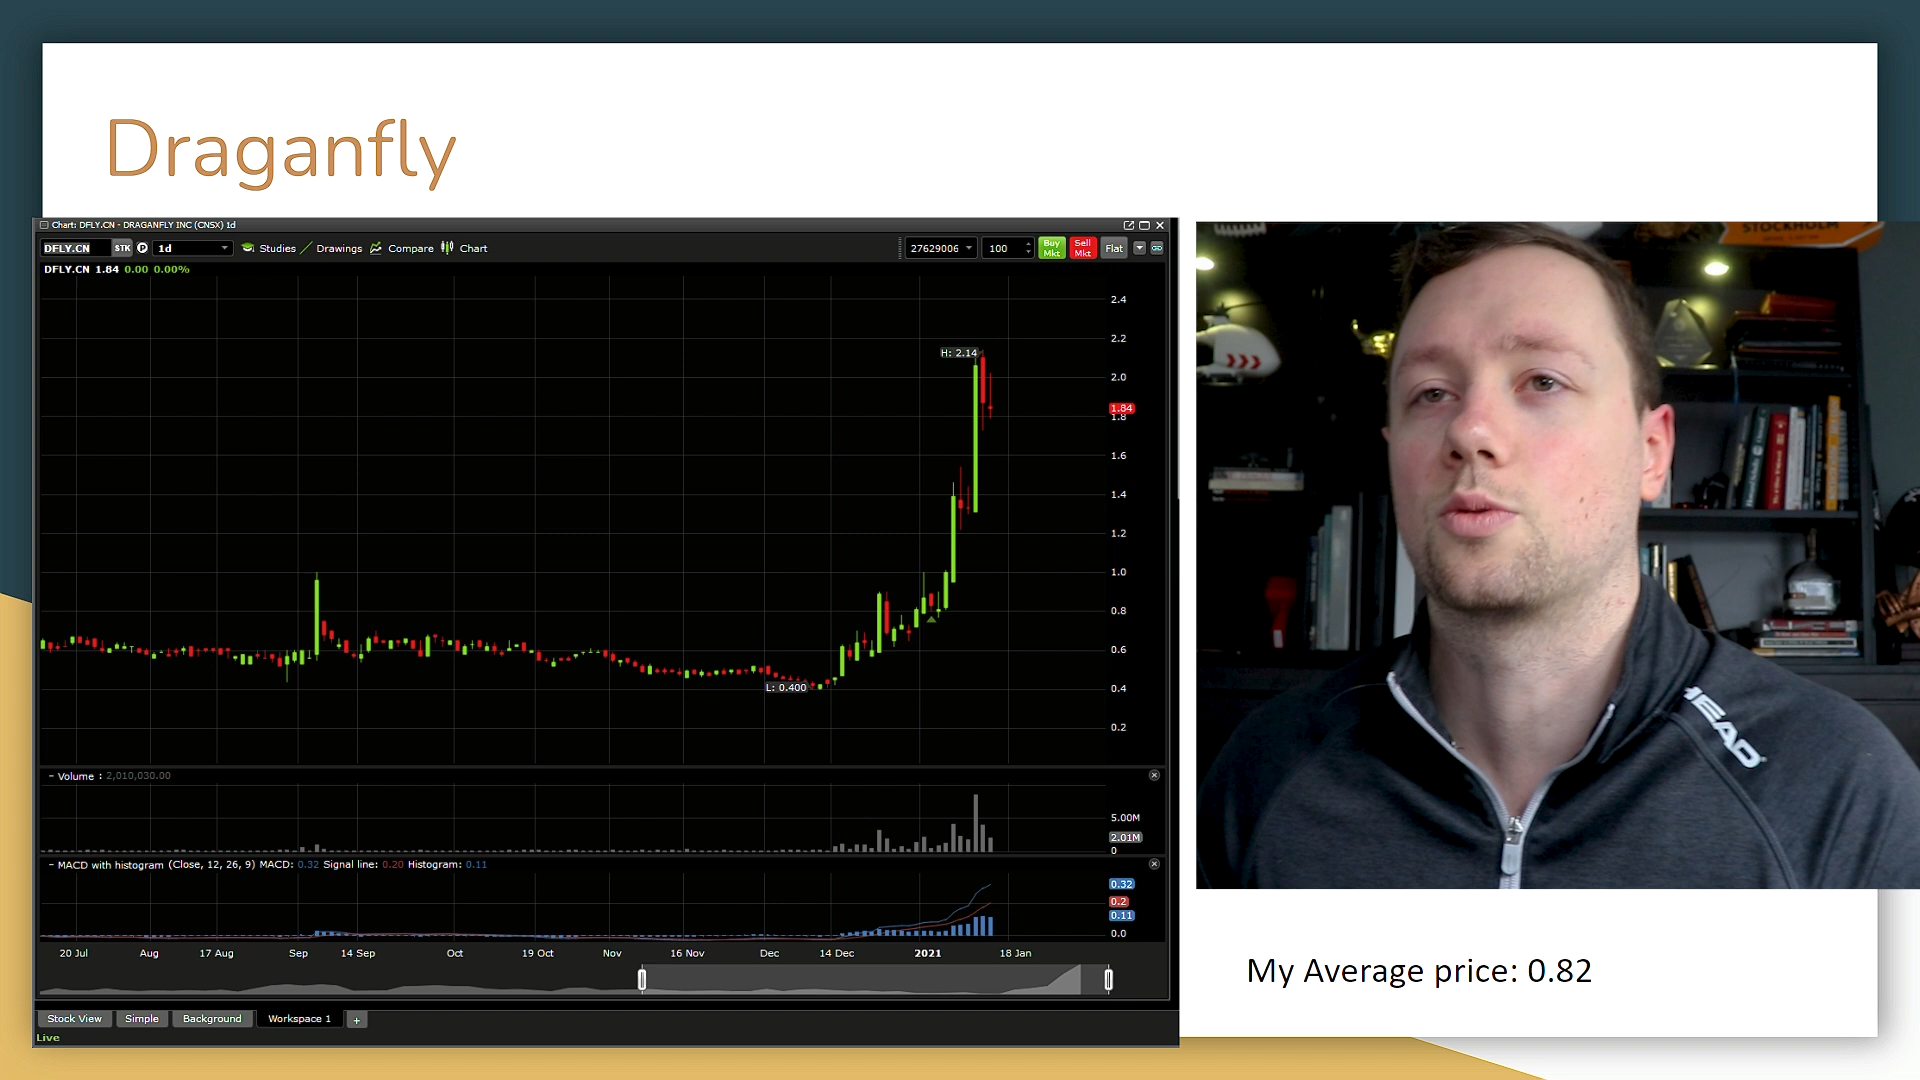 Draganfly
Chart: DFLY.CN - DRAGANFLY INC (CNSX) 1d
DFLY.CN STK P 1d Studies Drawings Compare Chart 27629006 100 Buy Mkt Sell Mkt Flat
DFLY.CN 1.84 0.00 0.00%
2.4
2.2
H: 2.14
2.0
1.84
1.8
1.6
1.4
1.2
1.0
0.8
0.6
L: 0.400
0.4
0.2
- Volume : 2,010,030.00
5.00M
2.01M
0
- MACD with histogram (Close, 12, 26, 9) MACD: 0.32 Signal line: 0.20 Histogram: 0.11
0.32
0.2
0.11
0.0
20 Jul Aug 17 Aug Sep 14 Sep Oct 19 Oct Nov 16 Nov Dec 14 Dec 2021 18 Jan
Stock View Simple Background Workspace 1 +
Live
STOCKHOLM
HEAD
My Average price: 0.82